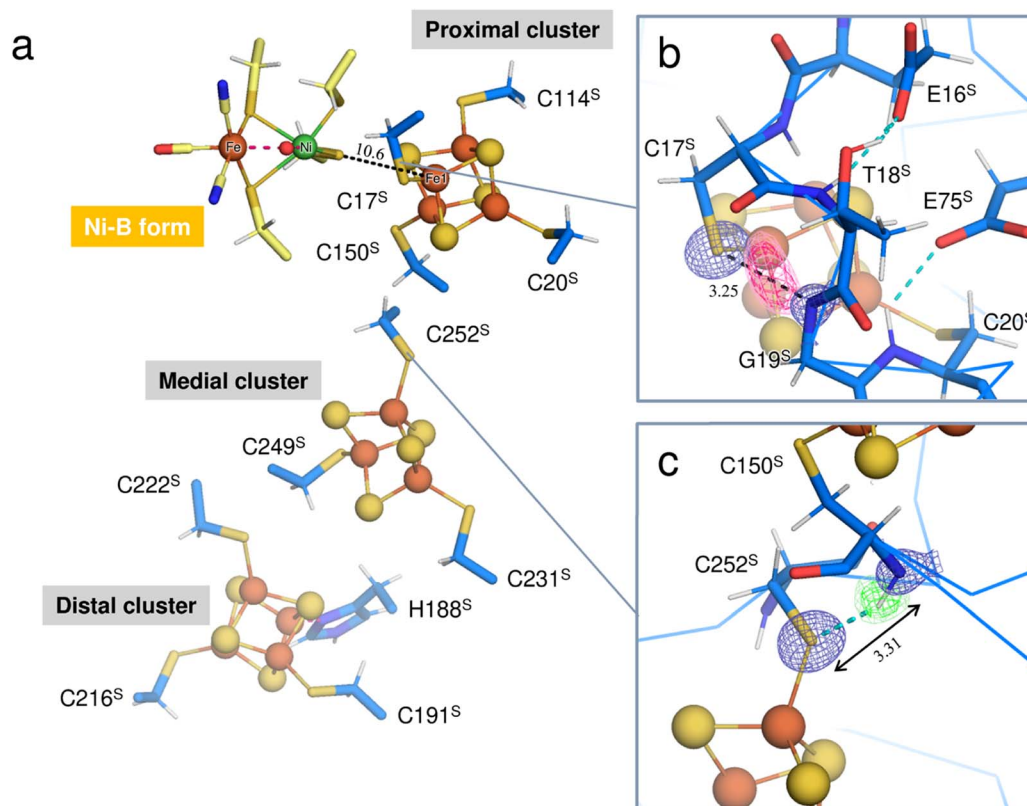 a
Proximal cluster
C114ˢ
Fe
Ni
10.6
Fe1
C17ˢ
Ni-B form
C150ˢ
C20ˢ
C252ˢ
Medial cluster
C249ˢ
C222ˢ
C231ˢ
Distal cluster
H188ˢ
C216ˢ
C191ˢ
b
E16ˢ
C17ˢ
T18ˢ
E75ˢ
3.25
C20ˢ
G19ˢ
c
C150ˢ
C252ˢ
3.31